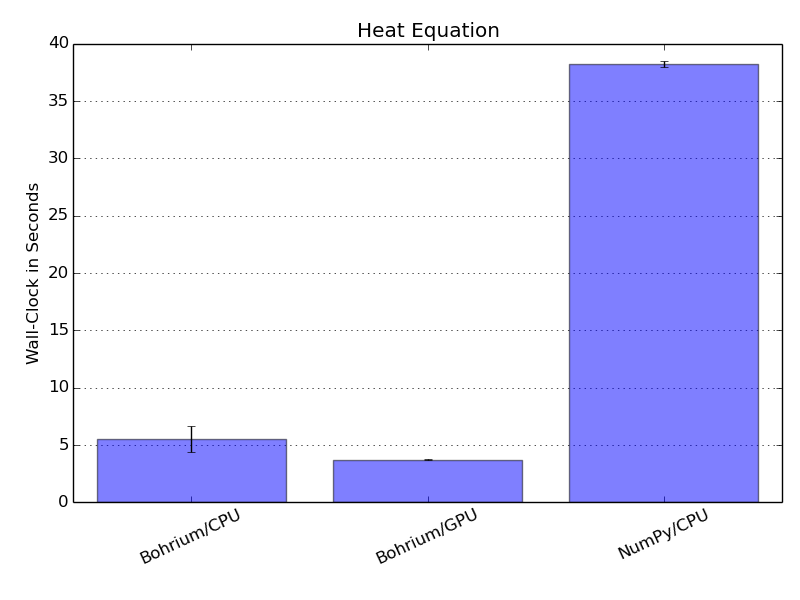 Heat Equation
Wall-Clock in Seconds
40
35
30
25
20
15
10
5
0
Bohrium/CPU
Bohrium/GPU
NumPy/CPU